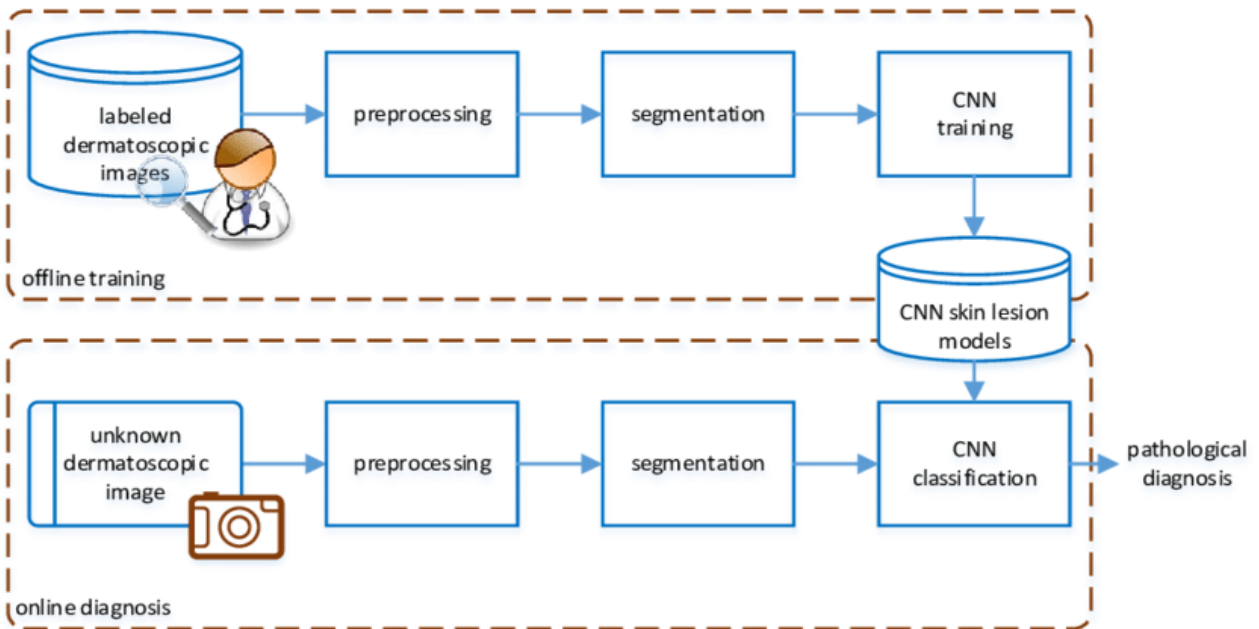 labeled
dermatoscopic
images
preprocessing
segmentation
CNN
training
offline training
CNN skin lesion
models
unknown
dermatoscopic
image
preprocessing
segmentation
CNN
classification
pathological
diagnosis
online diagnosis